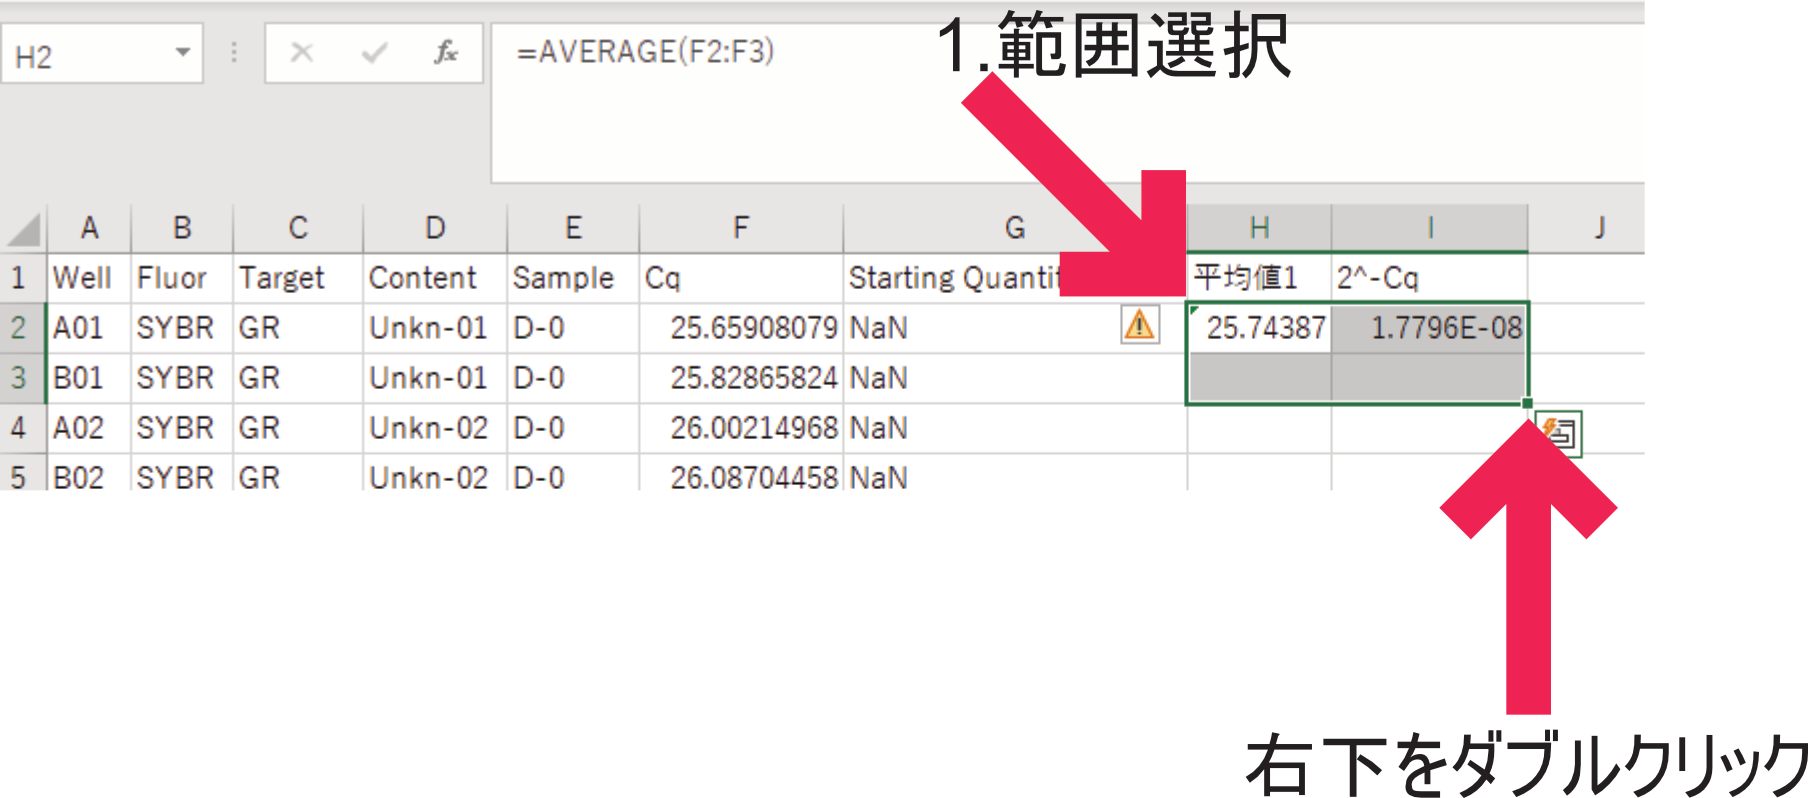 1.範囲選択
H2 fx =AVERAGE(F2:F3)
A B C D E F G H I J
1 Well Fluor Target Content Sample Cq Starting Quantit 平均値1 2^-Cq
2 A01 SYBR GR Unkn-01 D-0 25.65908079 NaN 25.74387 1.7796E-08
3 B01 SYBR GR Unkn-01 D-0 25.82865824 NaN
4 A02 SYBR GR Unkn-02 D-0 26.00214968 NaN
5 B02 SYBR GR Unkn-02 D-0 26.08704458 NaN
右下をダブルクリック